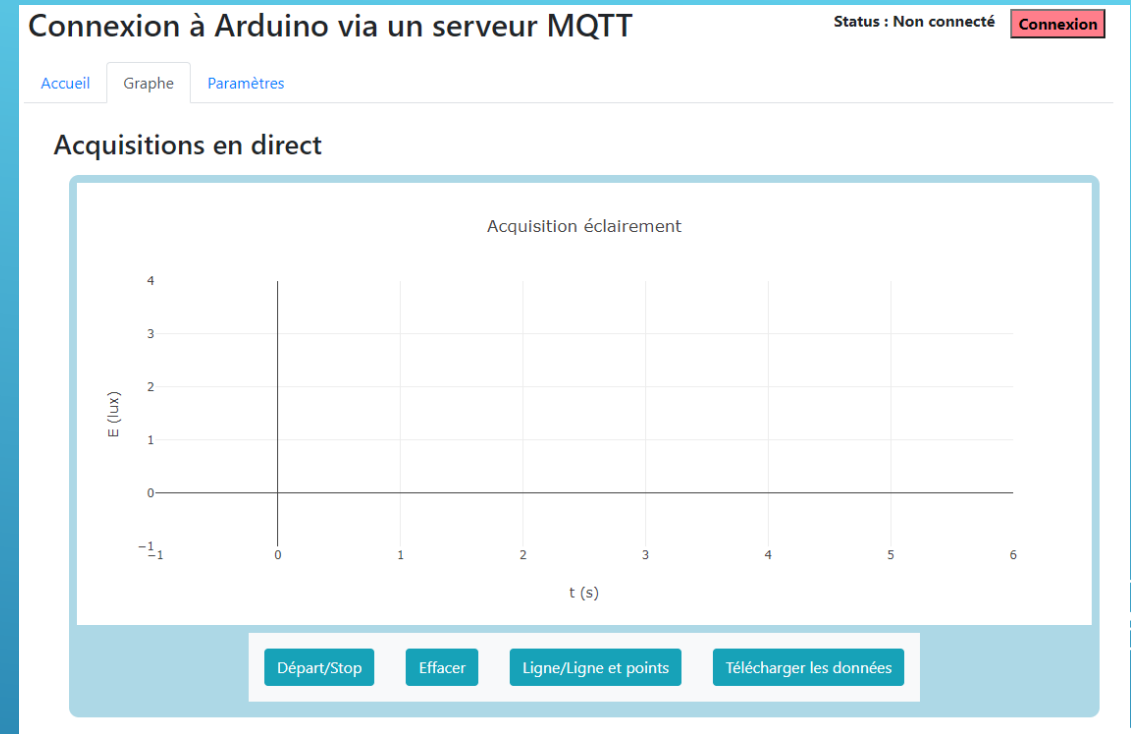 Connexion à Arduino via un serveur MQTT
Status : Non connecté
Connexion
Accueil
Graphe
Paramètres
Acquisitions en direct
Acquisition éclairement
4
3
2
1
0
−1
E (lux)
−1
0
1
2
3
4
5
6
t (s)
Départ/Stop
Effacer
Ligne/Ligne et points
Télécharger les données